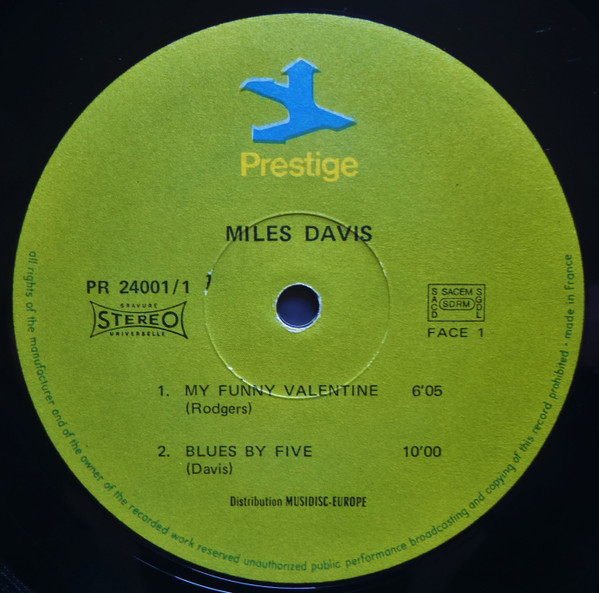 Prestige
MILES DAVIS
PR 24001/1
GRAVURE
STEREO
UNIVERSELLE
SACEM
SACD
SDRM
SGDL
FACE 1
1. MY FUNNY VALENTINE 6'05
(Rodgers)
2. BLUES BY FIVE 10'00
(Davis)
Distribution MUSIDISC-EUROPE
all rights of the manufacturer and of the owner of the recorded work reserved unauthorized public performance broadcasting and copying of this record prohibited · made in France